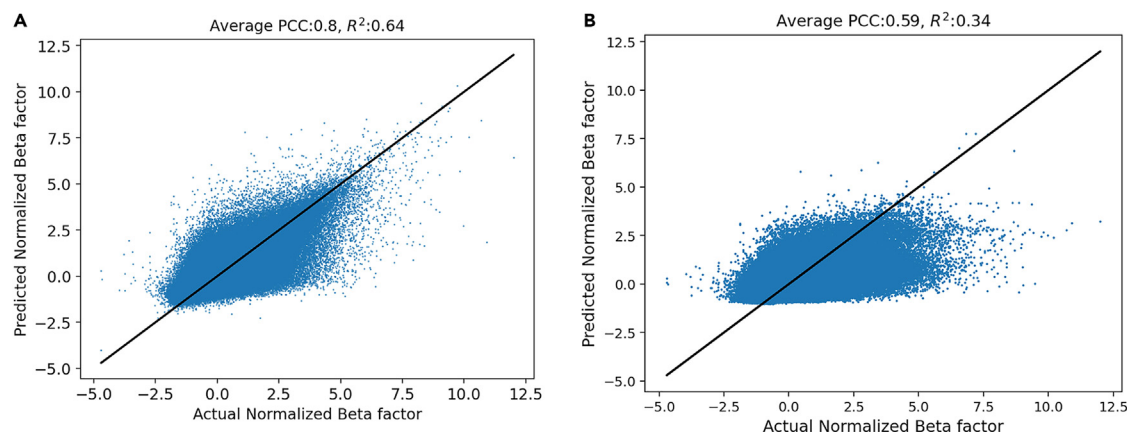 A
Average PCC:0.8, R²:0.64
12.5
10.0
7.5
5.0
2.5
0.0
−2.5
−5.0
Predicted Normalized Beta factor
−5.0 −2.5 0.0 2.5 5.0 7.5 10.0 12.5
Actual Normalized Beta factor
B
Average PCC:0.59, R²:0.34
12.5
10.0
7.5
5.0
2.5
0.0
−2.5
−5.0
Predicted Normalized Beta factor
−5.0 −2.5 0.0 2.5 5.0 7.5 10.0 12.5
Actual Normalized Beta factor